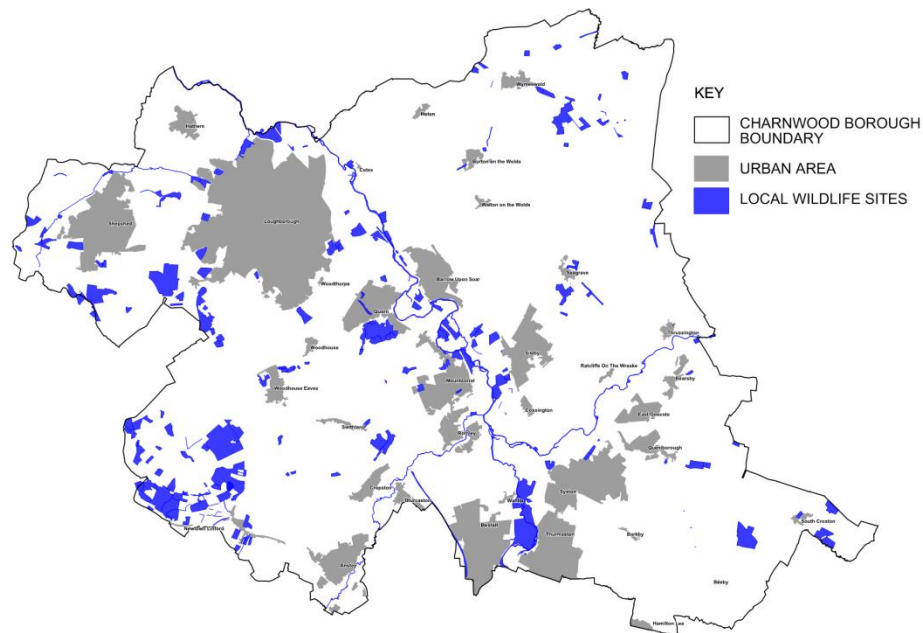 KEY
CHARNWOOD BOROUGH
BOUNDARY
URBAN AREA
LOCAL WILDLIFE SITES
Wymeswold
Hoton
Hathern
Burton on the Wolds
Cotes
Walton on the Wolds
Shepshed
Loughborough
Seagrave
Barrow Upon Soar
Woodthorpe
Quorn
Thrussington
Woodhouse
Sileby
Ratcliffe On The Wreake
Rearsby
Mountsorrel
Woodhouse Eaves
Cossington
East Goscote
Swithland
Rothley
Queniborough
Cropston
Syston
Thurcaston
Wanlip
South Croxton
Newtown Linford
Birstall
Thurmaston
Barkby
Anstey
Beeby
Hamilton Lea